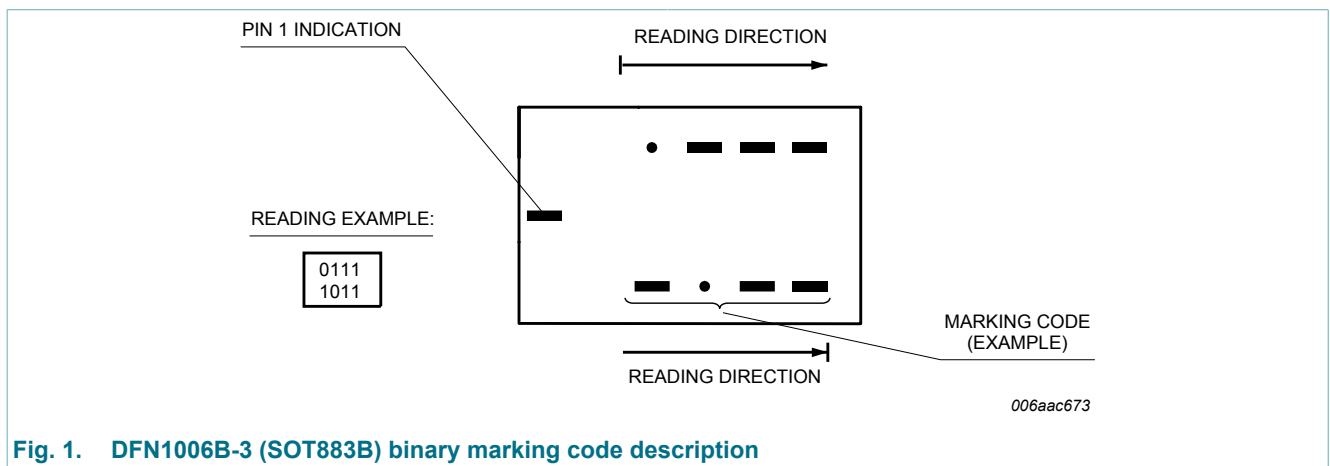 PIN 1 INDICATION
READING DIRECTION
READING EXAMPLE:
0111
1011
MARKING CODE
(EXAMPLE)
READING DIRECTION
006aac673
Fig. 1. DFN1006B-3 (SOT883B) binary marking code description